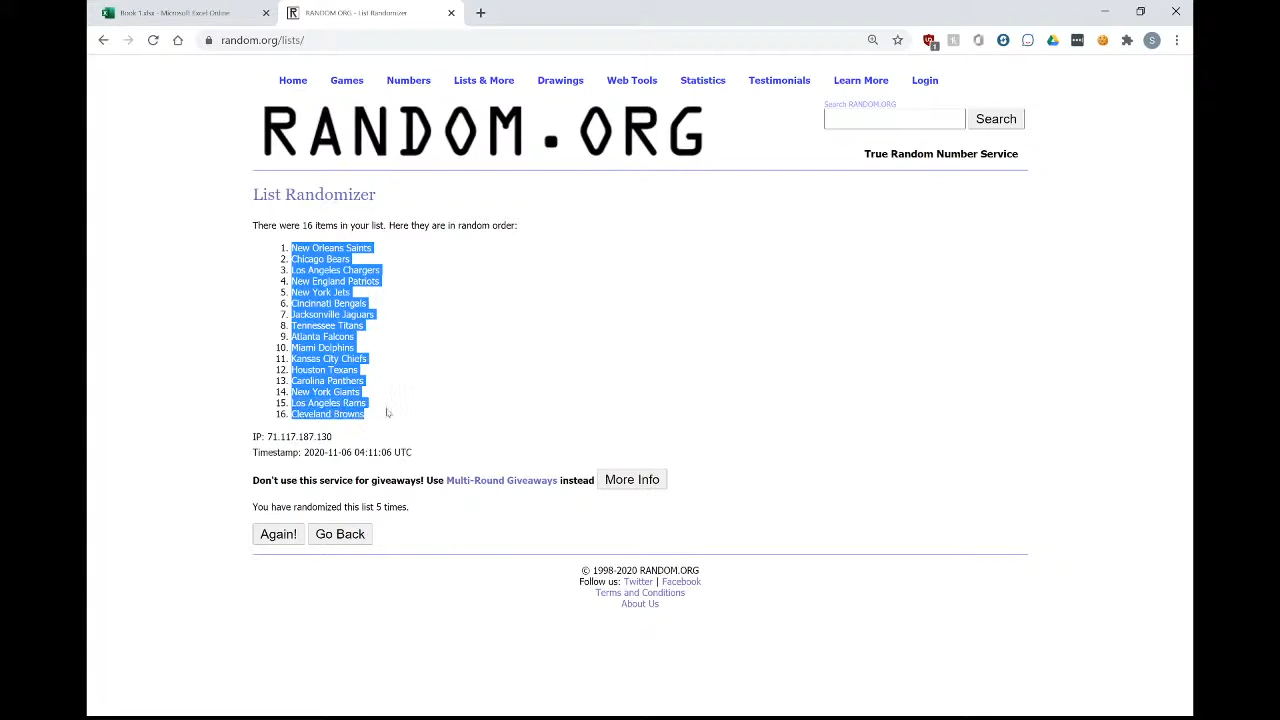 Book 1.xlsx - Microsoft Excel Online
RANDOM.ORG - List Randomizer
random.org/lists/
Home Games Numbers Lists & More Drawings Web Tools Statistics Testimonials Learn More Login
RANDOM.ORG
Search RANDOM.ORG
Search
True Random Number Service
List Randomizer
There were 16 items in your list. Here they are in random order:
1. New Orleans Saints
2. Chicago Bears
3. Los Angeles Chargers
4. New England Patriots
5. New York Jets
6. Cincinnati Bengals
7. Jacksonville Jaguars
8. Tennessee Titans
9. Atlanta Falcons
10. Miami Dolphins
11. Kansas City Chiefs
12. Houston Texans
13. Carolina Panthers
14. New York Giants
15. Los Angeles Rams
16. Cleveland Browns
IP: 71.117.187.130
Timestamp: 2020-11-06 04:11:06 UTC
Don't use this service for giveaways! Use Multi-Round Giveaways instead More Info
You have randomized this list 5 times.
Again! Go Back
© 1998-2020 RANDOM.ORG
Follow us: Twitter | Facebook
Terms and Conditions
About Us